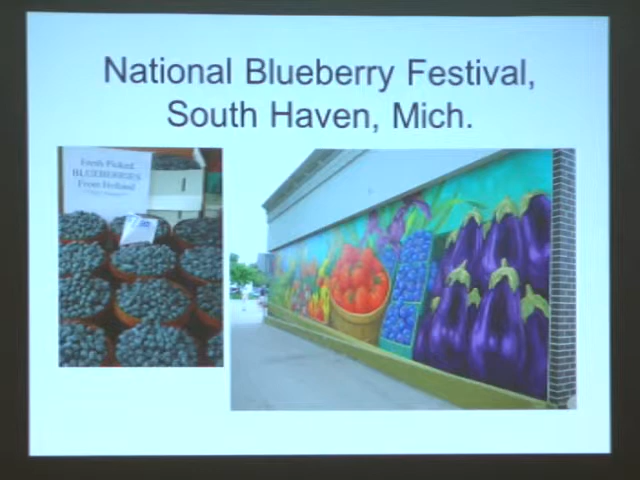 National Blueberry Festival,
South Haven, Mich.
Fresh Picked
BLUEBERRIES
From Holland